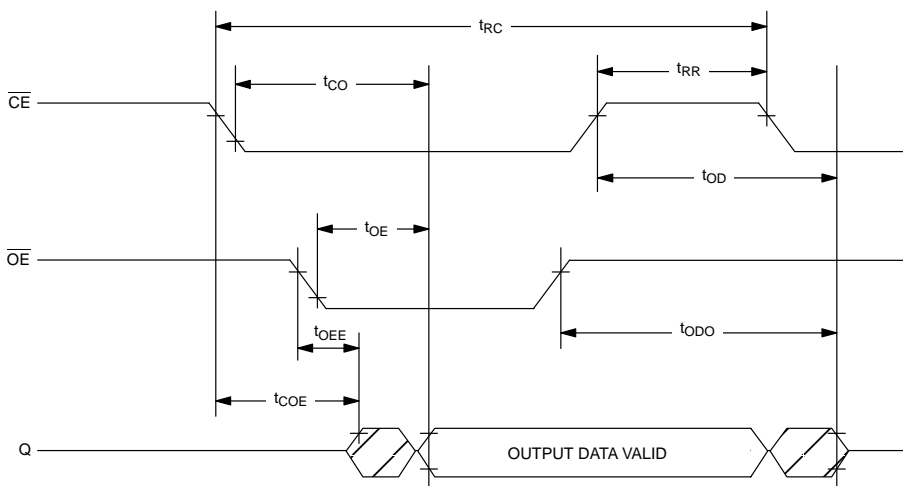 tRC
tRR
tCO
CE
tOD
tOE
OE
tODO
tOEE
tCOE
Q
OUTPUT DATA VALID